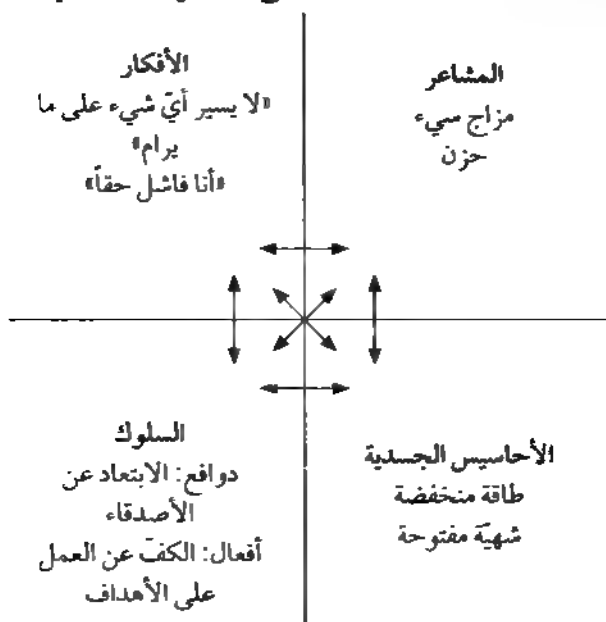 المشاعر
مزاج سيء
حزن
الأفكار
«لا يسير أيّ شيء على ما
يرام»
«أنا فاشل حقاً»
الأحاسيس الجسدية
طاقة منخفضة
شهيّة مفتوحة
السلوك
دوافع: الابتعاد عن
الأصدقاء
أفعال: الكفّ عن العمل
على الأهداف